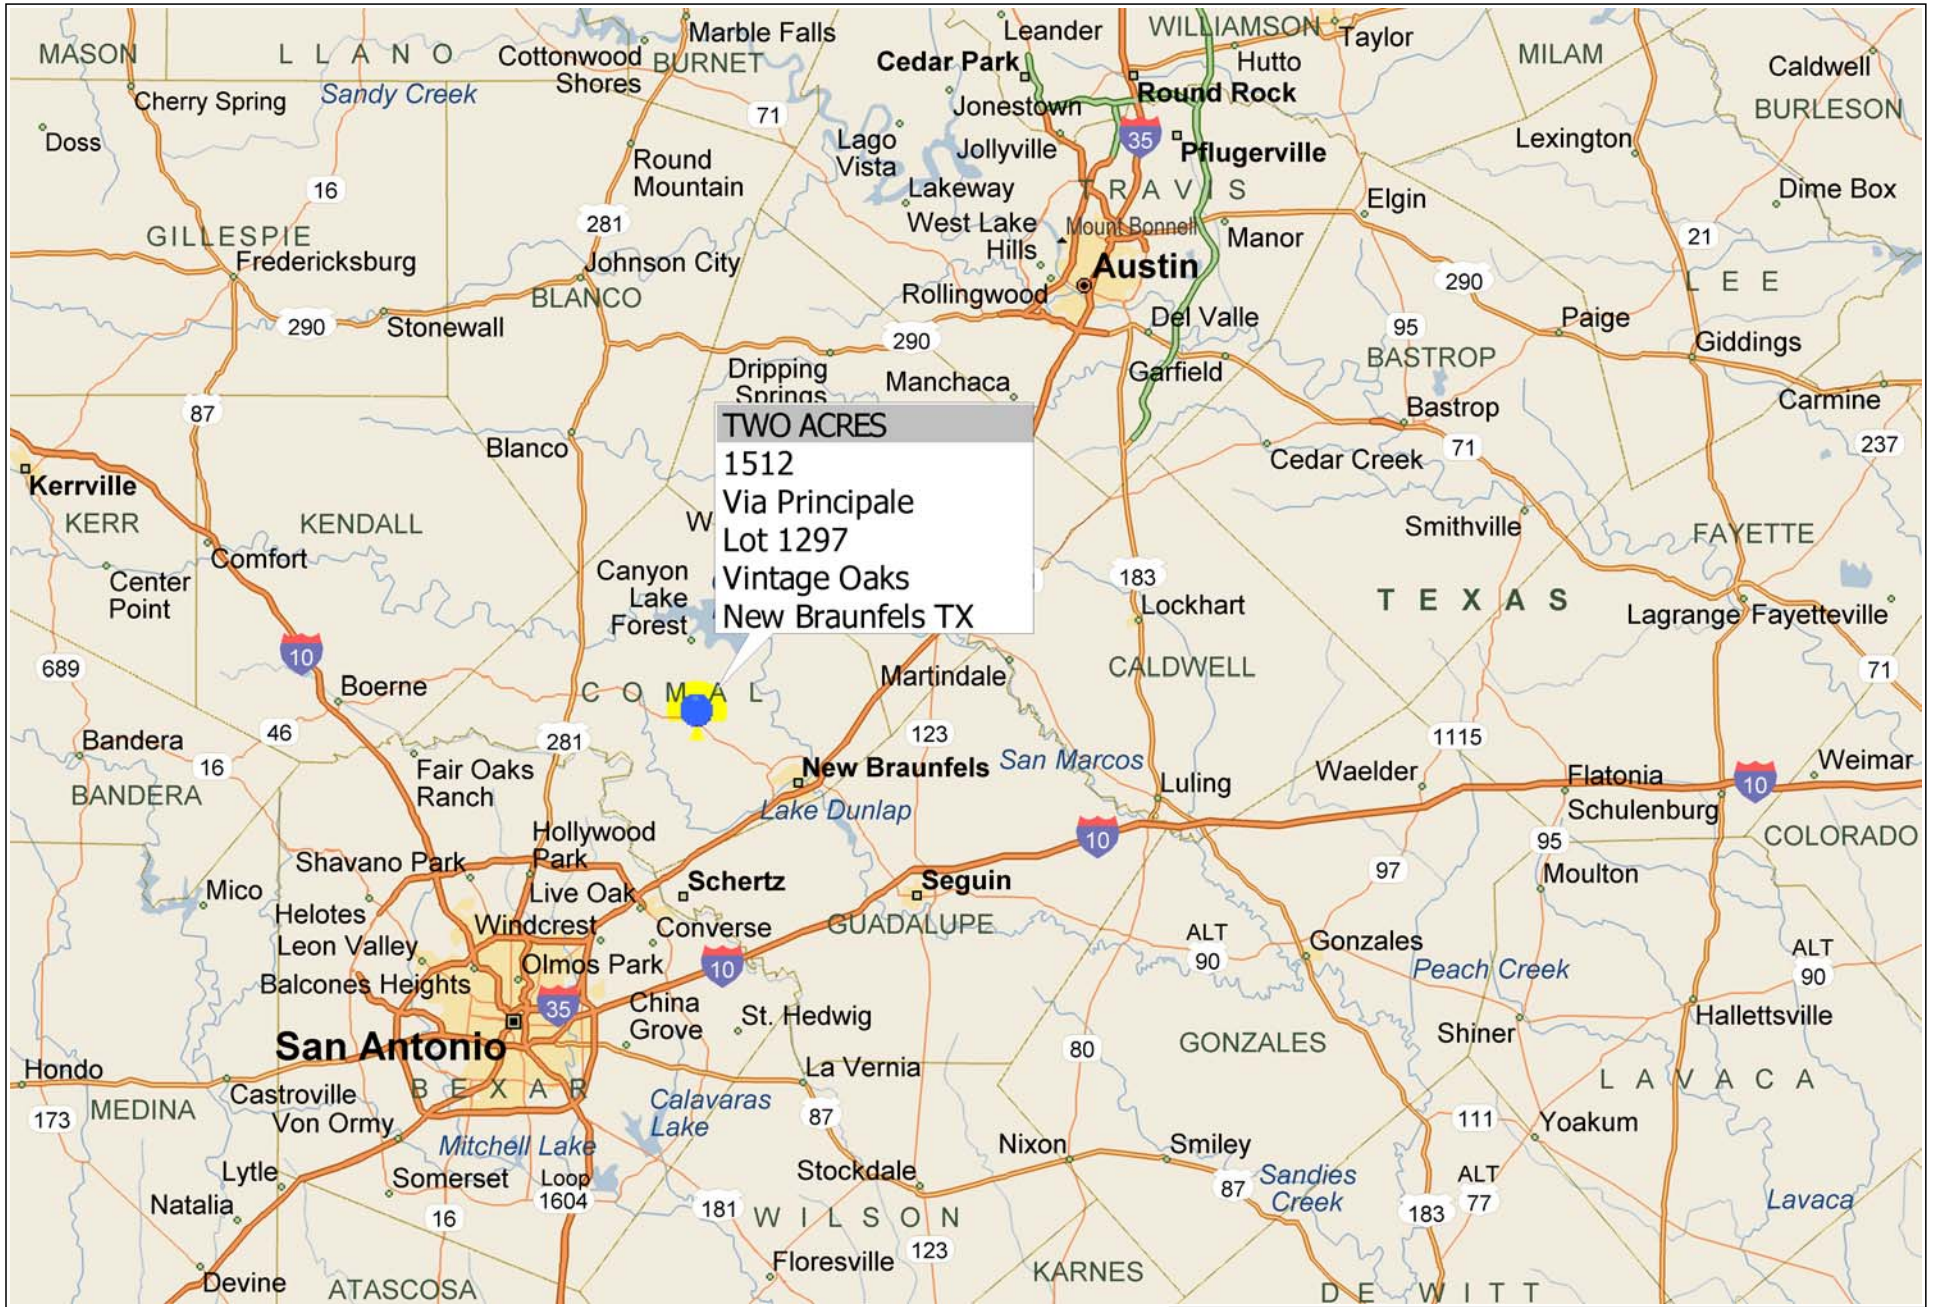 MASON
L L A N O
Cottonwood
Shores
Marble Falls
BURNET
Cedar Park
Leander
WILLIAMSON
Taylor
Hutto
MILAM
Caldwell
BURLESON
Cherry Spring
Sandy Creek
71
Jonestown
Round Rock
Doss
Lago
Vista
Jollyville
35
Pflugerville
Lexington
Round
Mountain
16
Lakeway
T R A V I S
Elgin
Dime Box
281
West Lake
Hills
Mount Bonnell
Manor
21
GILLESPIE
Fredericksburg
Johnson City
BLANCO
Austin
290
L E E
Rollingwood
290
Stonewall
290
Del Valle
95
Paige
Giddings
BASTROP
Dripping
Springs
Manchaca
Garfield
Carmine
87
Blanco
TWO ACRES
1512
Via Principale
Lot 1297
Vintage Oaks
New Braunfels TX
Bastrop
71
237
Cedar Creek
Kerrville
KERR
KENDALL
W
Smithville
FAYETTE
Comfort
Center
Point
Canyon
Lake
Forest
183
Lockhart
T E X A S
Lagrange
Fayetteville
10
689
Boerne
C O M A L
Martindale
CALDWELL
71
46
Bandera
16
281
123
San Marcos
1115
Fair Oaks
Ranch
New Braunfels
Luling
Waelder
Flatonia
10
Weimar
BANDERA
Lake Dunlap
Schulenburg
Hollywood
Park
10
COLORADO
95
Shavano Park
Live Oak
Schertz
Seguin
97
Moulton
Mico
Helotes
Windcrest
Converse
GUADALUPE
ALT
90
Gonzales
ALT
90
Leon Valley
Olmos Park
10
Peach Creek
Balcones Heights
35
China
Grove
St. Hedwig
Shiner
Hallettsville
San Antonio
80
GONZALES
Hondo
La Vernia
L A V A C A
MEDINA
Castroville
B E X A R
Calavaras
Lake
173
Von Ormy
87
111
Yoakum
Mitchell Lake
Nixon
Smiley
Lytle
Somerset
Loop
1604
Stockdale
87
Sandies
Creek
ALT
77
Natalia
16
181
W I L S O N
183
Lavaca
Floresville
123
Devine
ATASCOSA
KARNES
D E W I T T